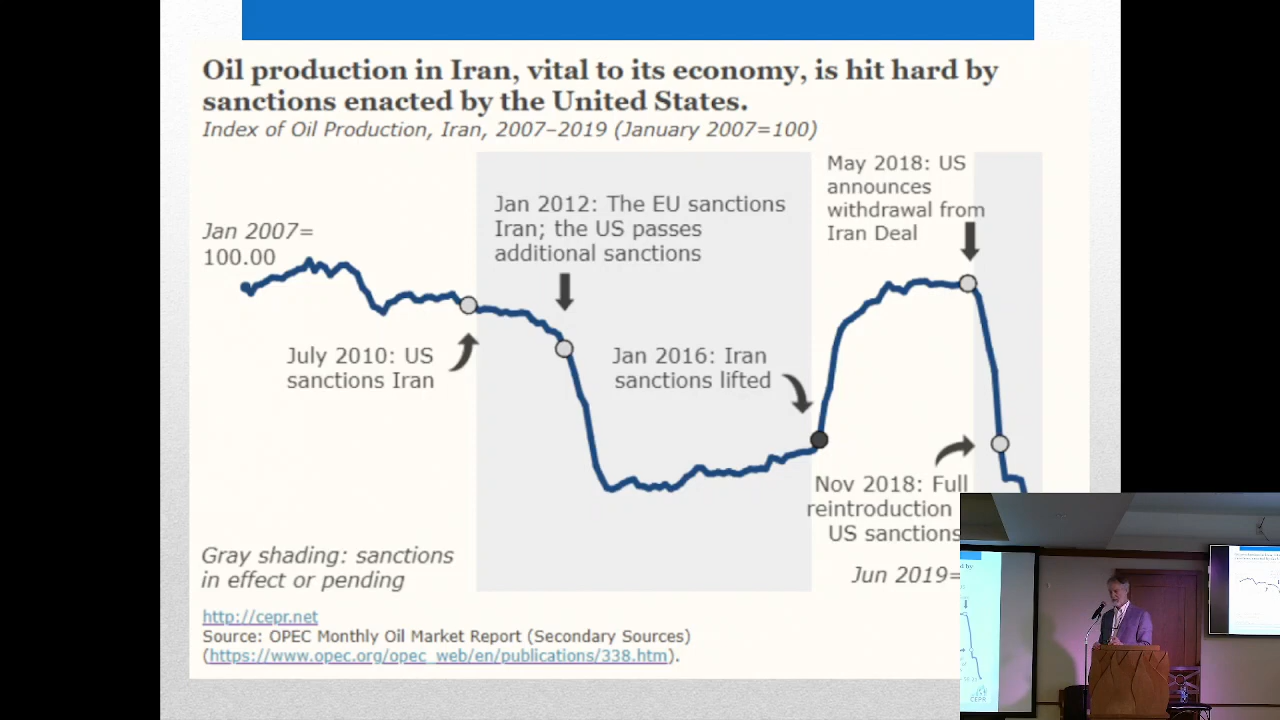 Oil production in Iran, vital to its economy, is hit hard by
sanctions enacted by the United States.
Index of Oil Production, Iran, 2007–2019 (January 2007=100)
Jan 2007=
100.00
July 2010: US
sanctions Iran
Jan 2012: The EU sanctions
Iran; the US passes
additional sanctions
Jan 2016: Iran
sanctions lifted
May 2018: US
announces
withdrawal from
Iran Deal
Nov 2018: Full
reintroduction
US sanctions
Jun 2019=
Gray shading: sanctions
in effect or pending
http://cepr.net
Source: OPEC Monthly Oil Market Report (Secondary Sources)
(https://www.opec.org/opec_web/en/publications/338.htm).
CEPR